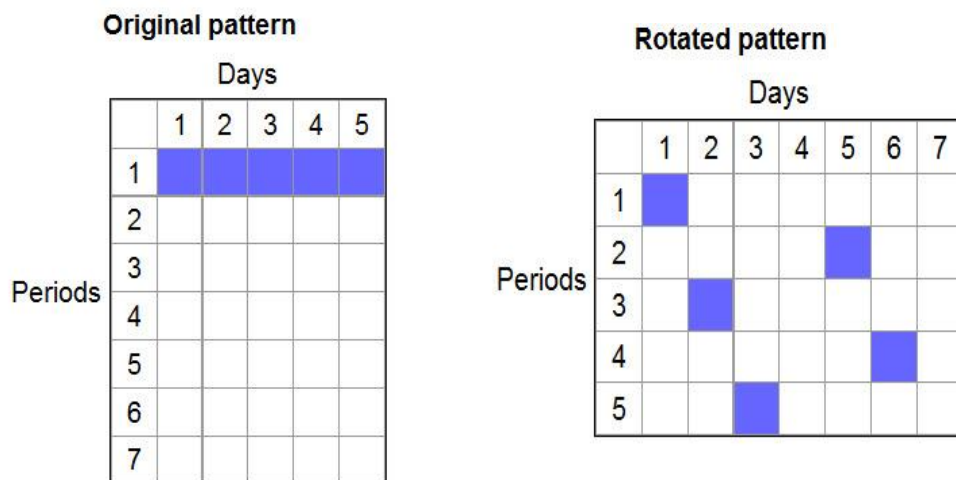 Original pattern
Days
1 2 3 4 5
1
2
3
Periods
4
5
6
7
Rotated pattern
Days
1 2 3 4 5 6 7
1
2
Periods
3
4
5